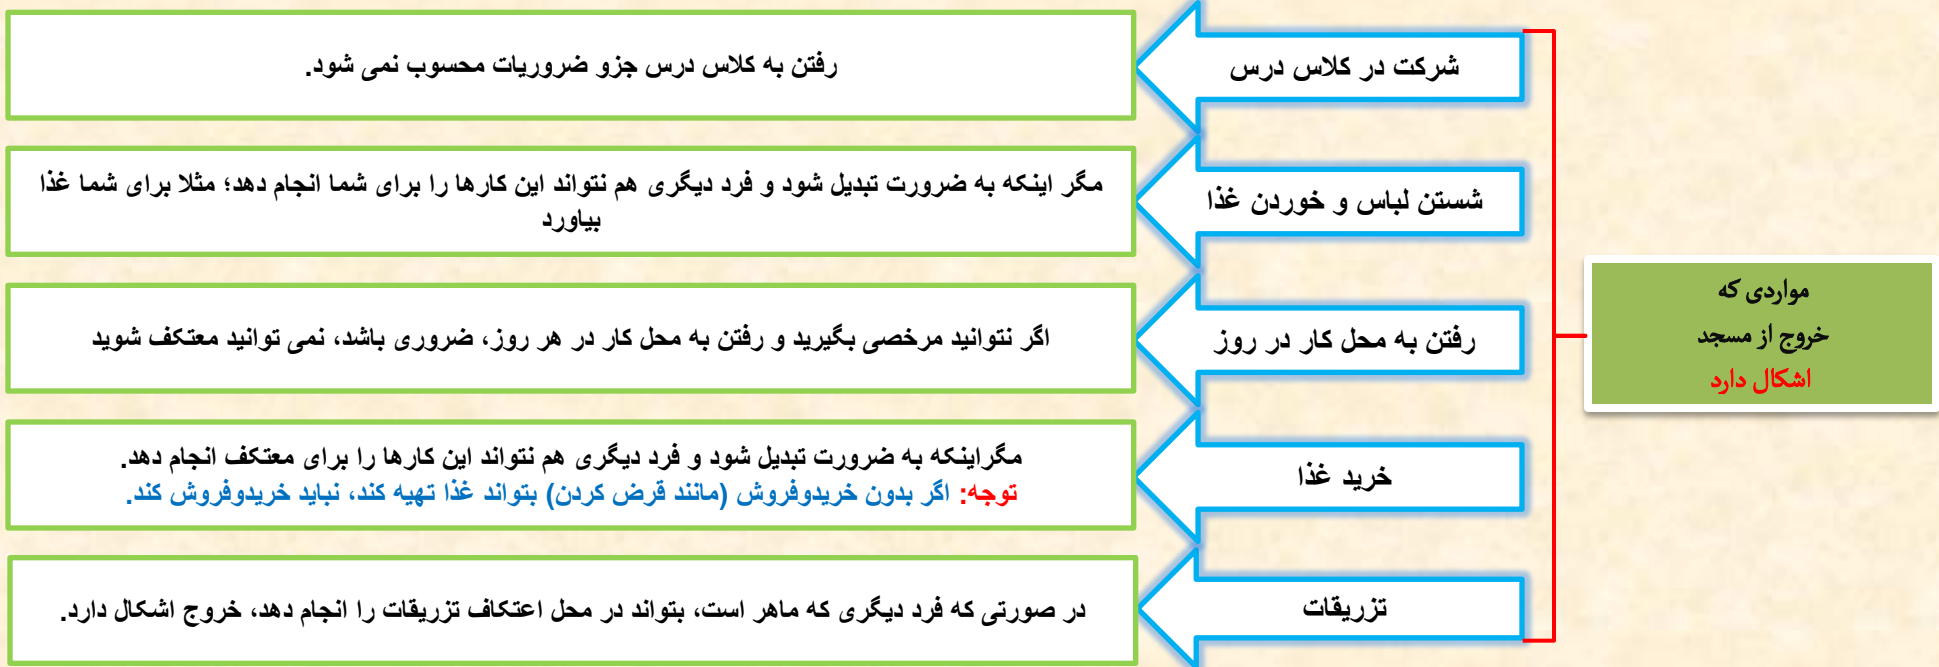 مواردی که
خروج از مسجد
اشکال دارد
شرکت در کلاس درس
رفتن به کلاس درس جزو ضروریات محسوب نمی شود.
شستن لباس و خوردن غذا
مگر اینکه به ضرورت تبدیل شود و فرد دیگری هم نتواند این کارها را برای شما انجام دهد؛ مثلا برای شما غذا
بیاورد
رفتن به محل کار در روز
اگر نتوانید مرخصی بگیرید و رفتن به محل کار در هر روز، ضروری باشد، نمی توانید معتکف شوید
خرید غذا
مگراینکه به ضرورت تبدیل شود و فرد دیگری هم نتواند این کارها را برای معتکف انجام دهد.
توجه: اگر بدون خریدوفروش (مانند قرض کردن) بتواند غذا تهیه کند، نباید خریدوفروش کند.
تزریقات
در صورتی که فرد دیگری که ماهر است، بتواند در محل اعتکاف تزریقات را انجام دهد، خروج اشکال دارد.